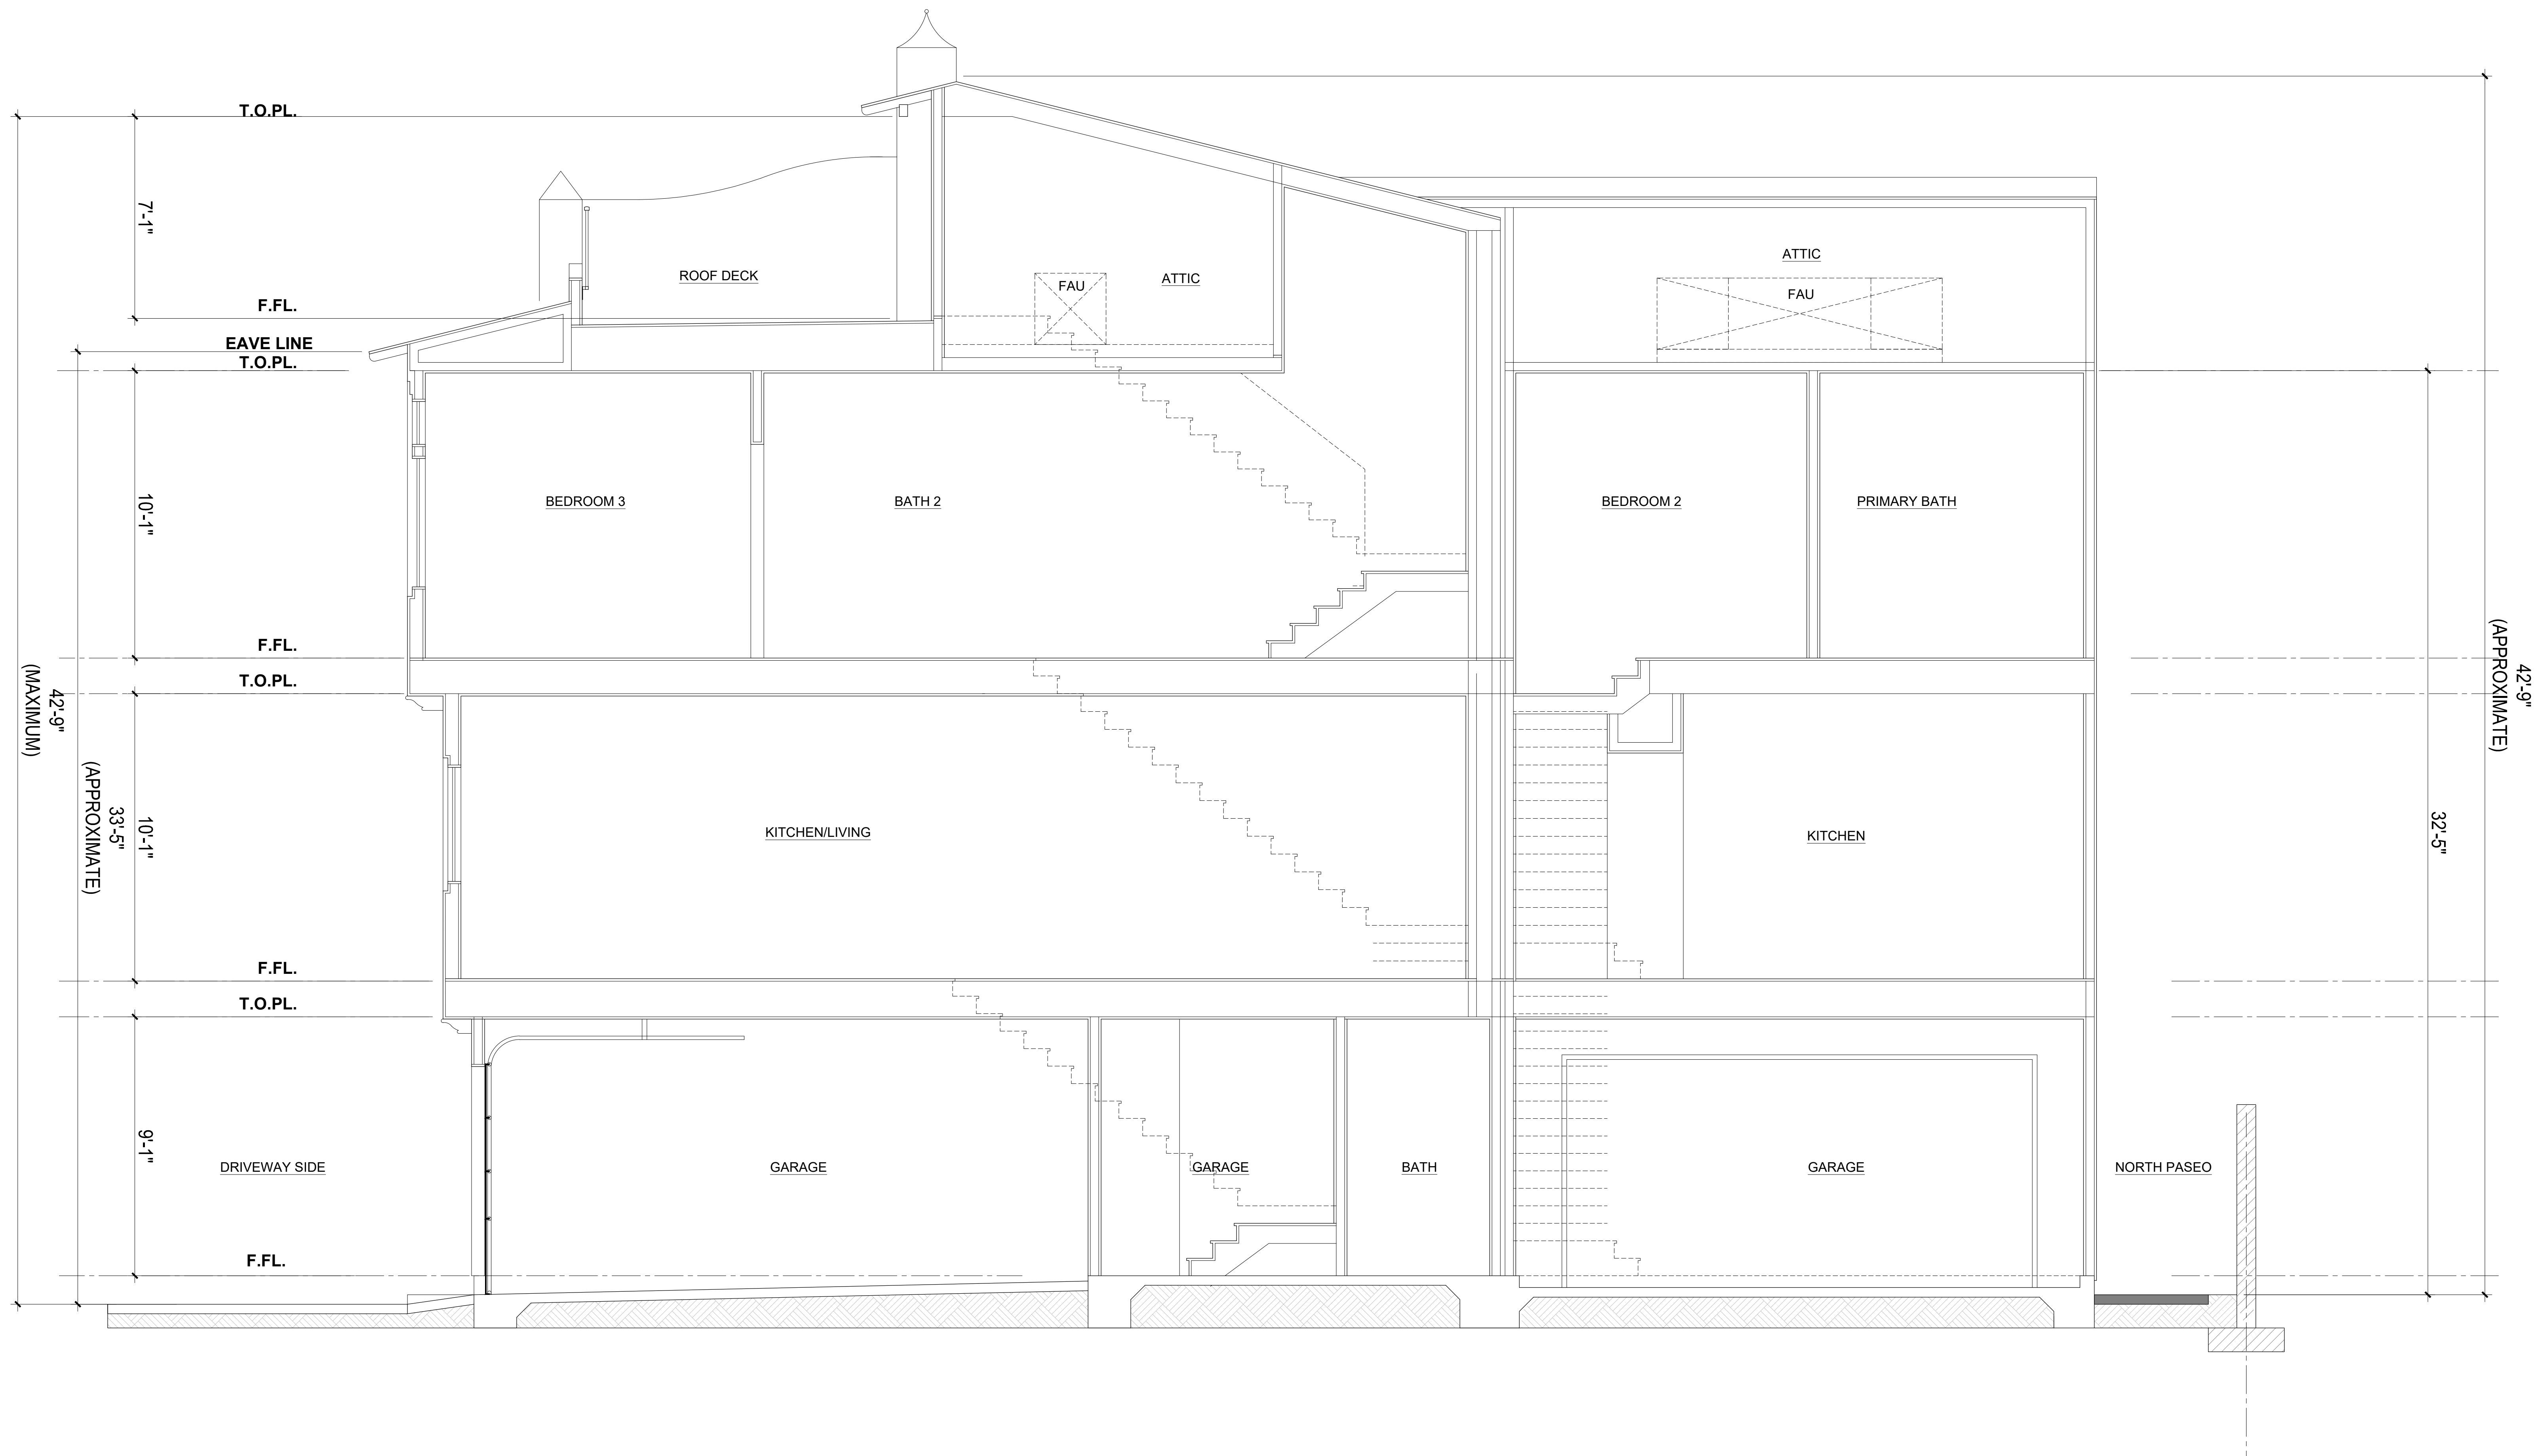 T.O.PL.
7'-1"
ROOF DECK
ATTIC
FAU
ATTIC
FAU
F.FL.
EAVE LINE
T.O.PL.
10'-1"
BEDROOM 3
BATH 2
BEDROOM 2
PRIMARY BATH
F.FL.
T.O.PL.
42'-9"
(MAXIMUM)
33'-5"
(APPROXIMATE)
10'-1"
KITCHEN/LIVING
KITCHEN
42'-9"
(APPROXIMATE)
32'-5"
F.FL.
T.O.PL.
9'-1"
DRIVEWAY SIDE
GARAGE
GARAGE
BATH
GARAGE
NORTH PASEO
F.FL.